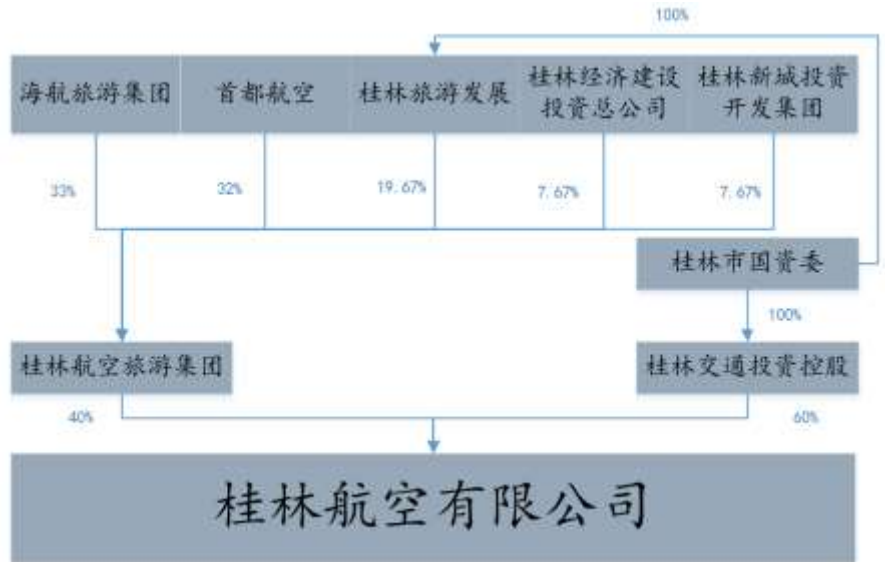 100%
海航旅游集团
首都航空
桂林旅游发展
桂林经济建设
投资总公司
桂林新城投资
开发集团
33%
32%
19.67%
7.67%
7.67%
桂林市国资委
100%
桂林航空旅游集团
桂林交通投资控股
40%
60%
桂林航空有限公司